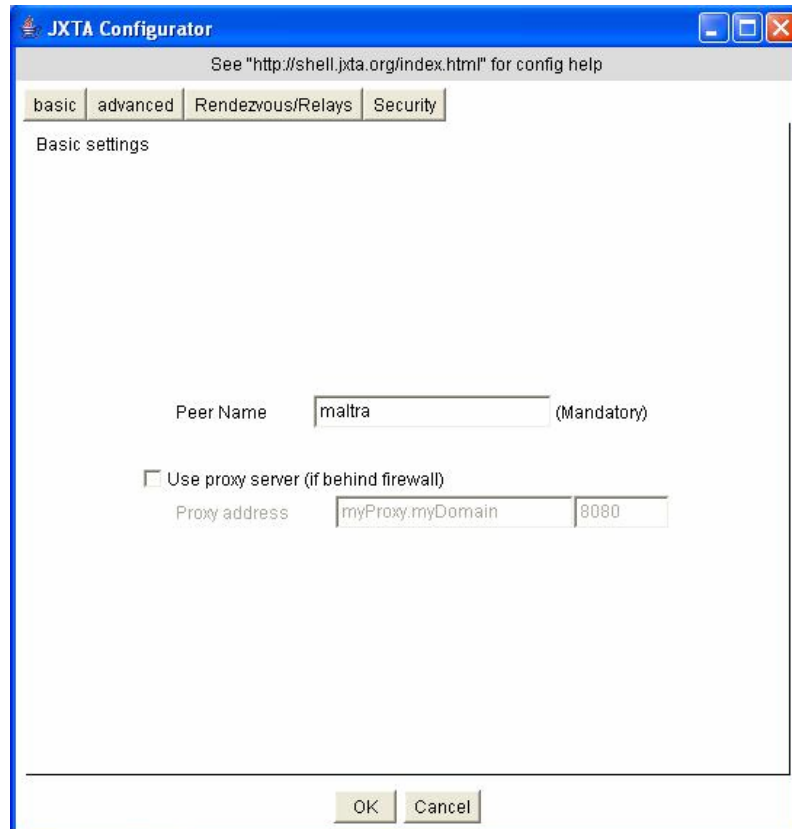 JXTA Configurator
See "http://shell.jxta.org/index.html" for config help
basic advanced Rendezvous/Relays Security
Basic settings
Peer Name maltra (Mandatory)
Use proxy server (if behind firewall)
Proxy address myProxy.myDomain 8080
OK Cancel